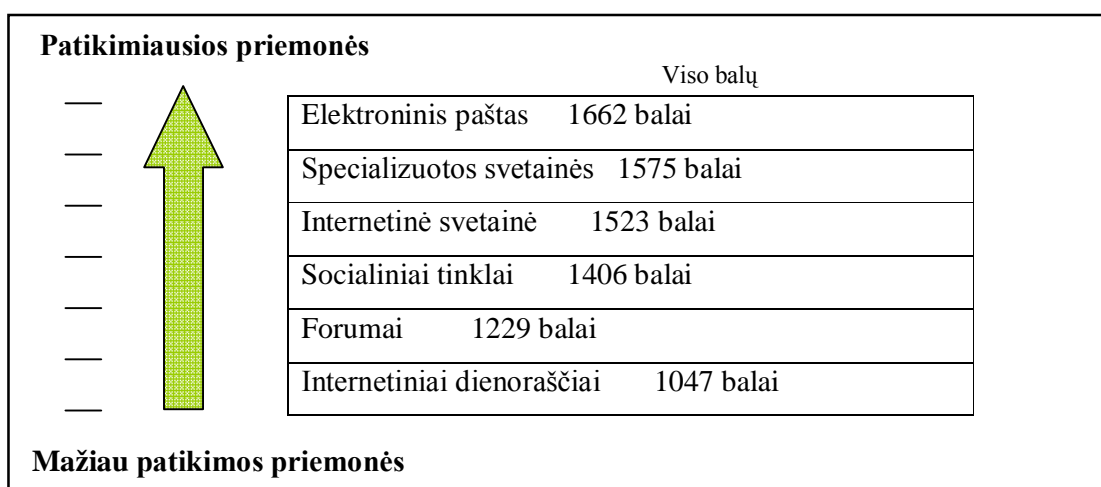 Patikimiausios priemonės
Viso balų
Elektroninis paštas 1662 balai
Specializuotos svetainės 1575 balai
Internetinė svetainė 1523 balai
Socialiniai tinklai 1406 balai
Forumai 1229 balai
Internetiniai dienoraščiai 1047 balai
Mažiau patikimos priemonės